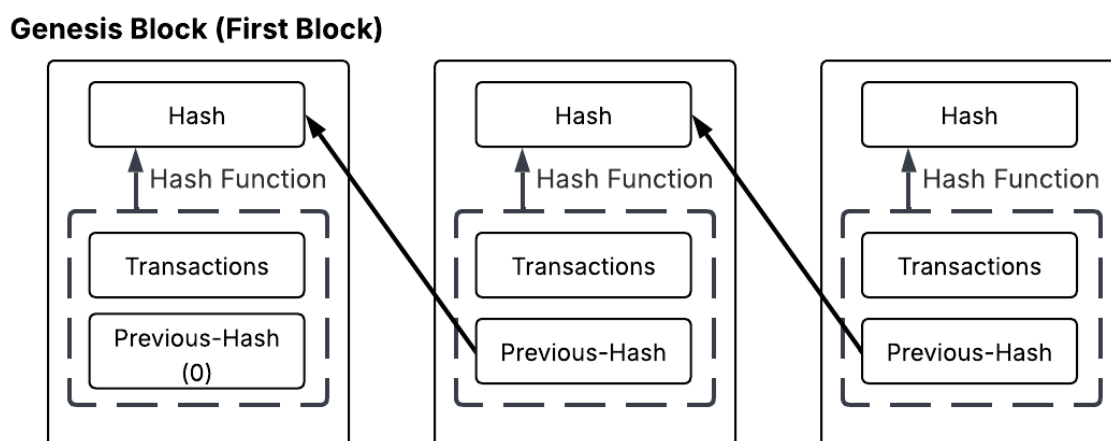 Genesis Block (First Block)
Hash
Hash Function
Transactions
Previous-Hash
(0)
Hash
Hash Function
Transactions
Previous-Hash
Hash
Hash Function
Transactions
Previous-Hash